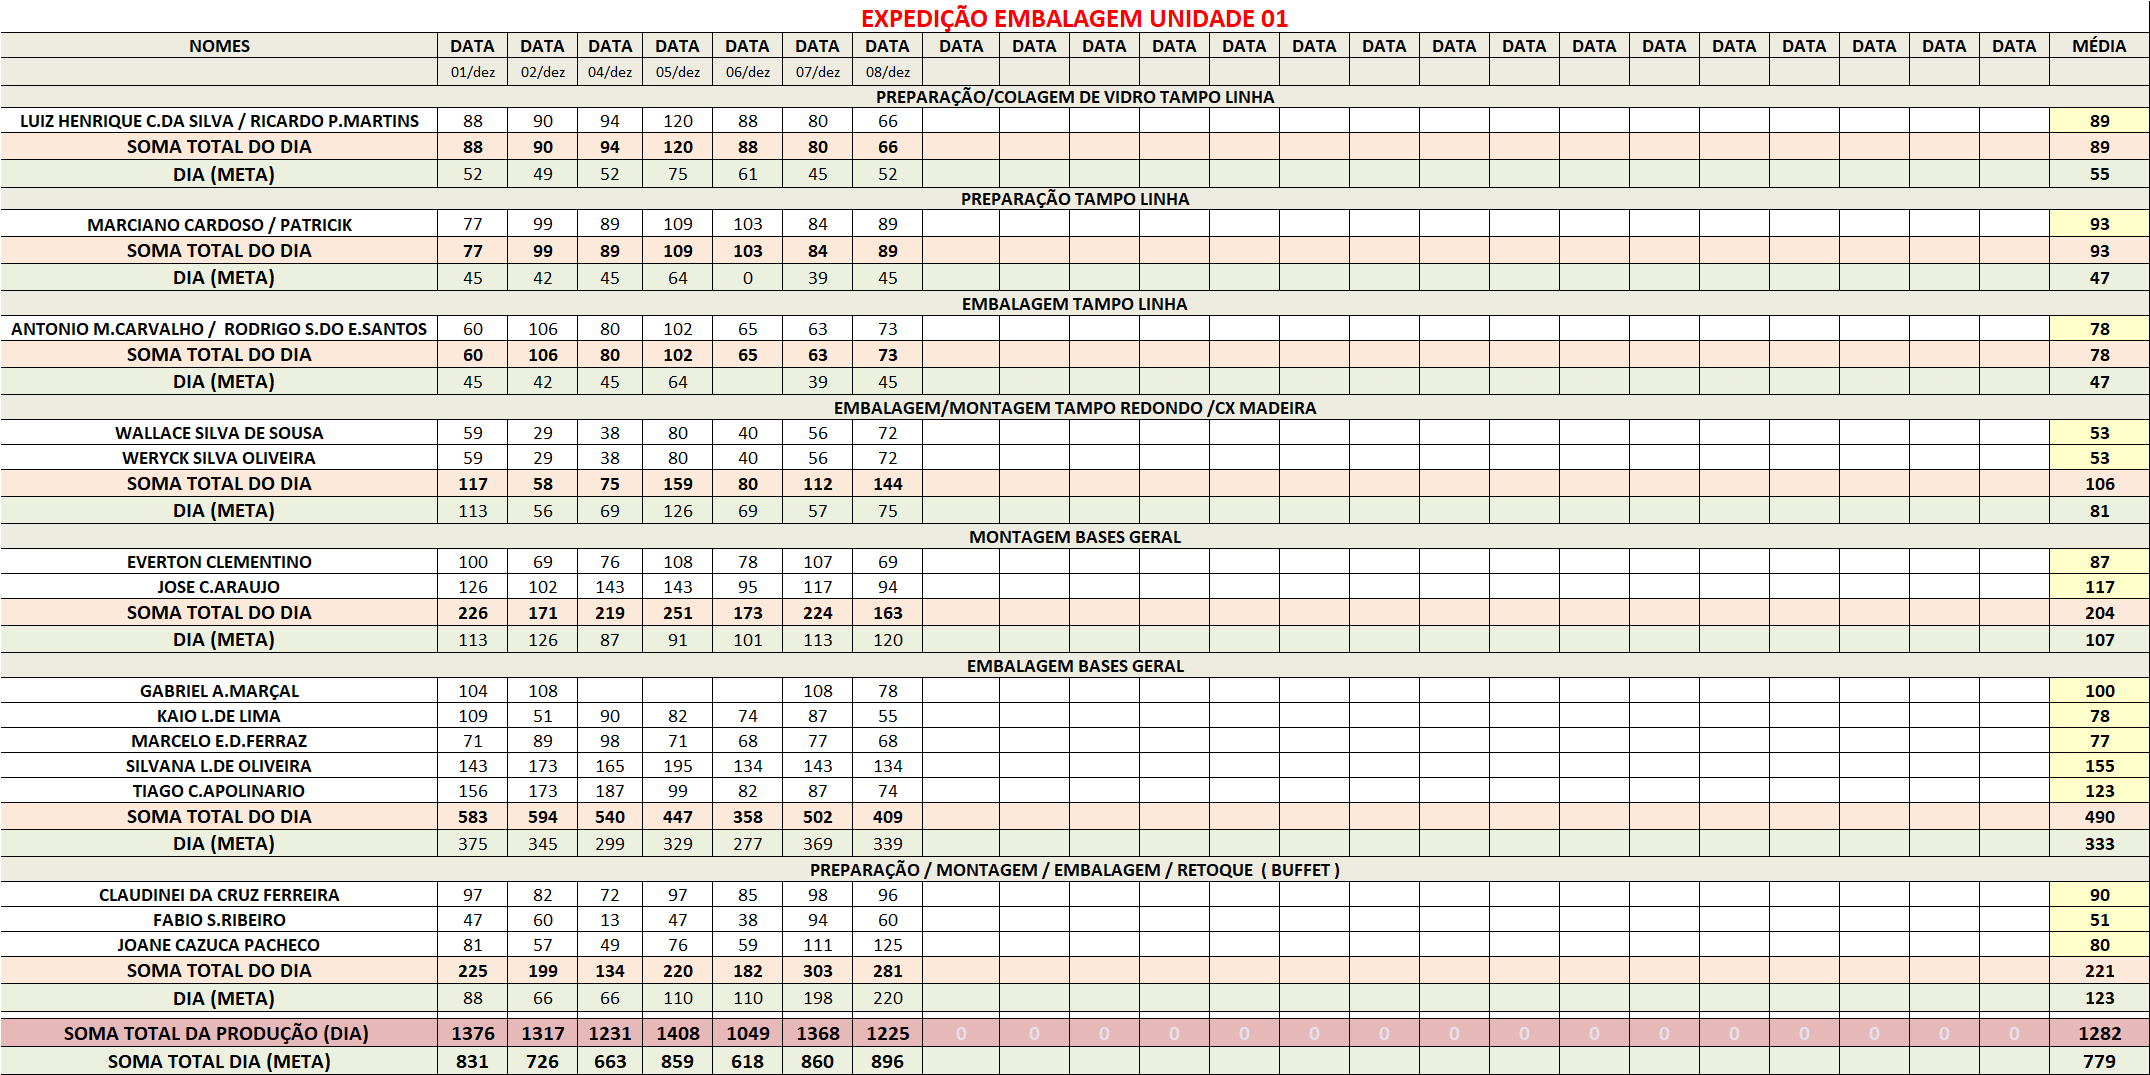 EXPEDIÇÃO EMBALAGEM UNIDADE 01
NOMES DATA DATA DATA DATA DATA DATA DATA DATA DATA DATA DATA DATA DATA DATA DATA DATA DATA DATA DATA DATA DATA DATA DATA MÉDIA
01/dez 02/dez 04/dez 05/dez 06/dez 07/dez 08/dez
PREPARAÇÃO/COLAGEM DE VIDRO TAMPO LINHA
LUIZ HENRIQUE C.DA SILVA / RICARDO P.MARTINS 88 90 94 120 88 80 66 89
SOMA TOTAL DO DIA 88 90 94 120 88 80 66 89
DIA (META) 52 49 52 75 61 45 52 55
PREPARAÇÃO TAMPO LINHA
MARCIANO CARDOSO / PATRICIK 77 99 89 109 103 84 89 93
SOMA TOTAL DO DIA 77 99 89 109 103 84 89 93
DIA (META) 45 42 45 64 0 39 45 47
EMBALAGEM TAMPO LINHA
ANTONIO M.CARVALHO / RODRIGO S.DO E.SANTOS 60 106 80 102 65 63 73 78
SOMA TOTAL DO DIA 60 106 80 102 65 63 73 78
DIA (META) 45 42 45 64 39 45 47
EMBALAGEM/MONTAGEM TAMPO REDONDO /CX MADEIRA
WALLACE SILVA DE SOUSA 59 29 38 80 40 56 72 53
WERYCK SILVA OLIVEIRA 59 29 38 80 40 56 72 53
SOMA TOTAL DO DIA 117 58 75 159 80 112 144 106
DIA (META) 113 56 69 126 69 57 75 81
MONTAGEM BASES GERAL
EVERTON CLEMENTINO 100 69 76 108 78 107 69 87
JOSE C.ARAUJO 126 102 143 143 95 117 94 117
SOMA TOTAL DO DIA 226 171 219 251 173 224 163 204
DIA (META) 113 126 87 91 101 113 120 107
EMBALAGEM BASES GERAL
GABRIEL A.MARÇAL 104 108 108 78 100
KAIO L.DE LIMA 109 51 90 82 74 87 55 78
MARCELO E.D.FERRAZ 71 89 98 71 68 77 68 77
SILVANA L.DE OLIVEIRA 143 173 165 195 134 143 134 155
TIAGO C.APOLINARIO 156 173 187 99 82 87 74 123
SOMA TOTAL DO DIA 583 594 540 447 358 502 409 490
DIA (META) 375 345 299 329 277 369 339 333
PREPARAÇÃO / MONTAGEM / EMBALAGEM / RETOQUE ( BUFFET )
CLAUDINEI DA CRUZ FERREIRA 97 82 72 97 85 98 96 90
FABIO S.RIBEIRO 47 60 13 47 38 94 60 51
JOANE CAZUCA PACHECO 81 57 49 76 59 111 125 80
SOMA TOTAL DO DIA 225 199 134 220 182 303 281 221
DIA (META) 88 66 66 110 110 198 220 123
SOMA TOTAL DA PRODUÇÃO (DIA) 1376 1317 1231 1408 1049 1368 1225 0 0 0 0 0 0 0 0 0 0 0 0 0 0 0 0 1282
SOMA TOTAL DIA (META) 831 726 663 859 618 860 896 779